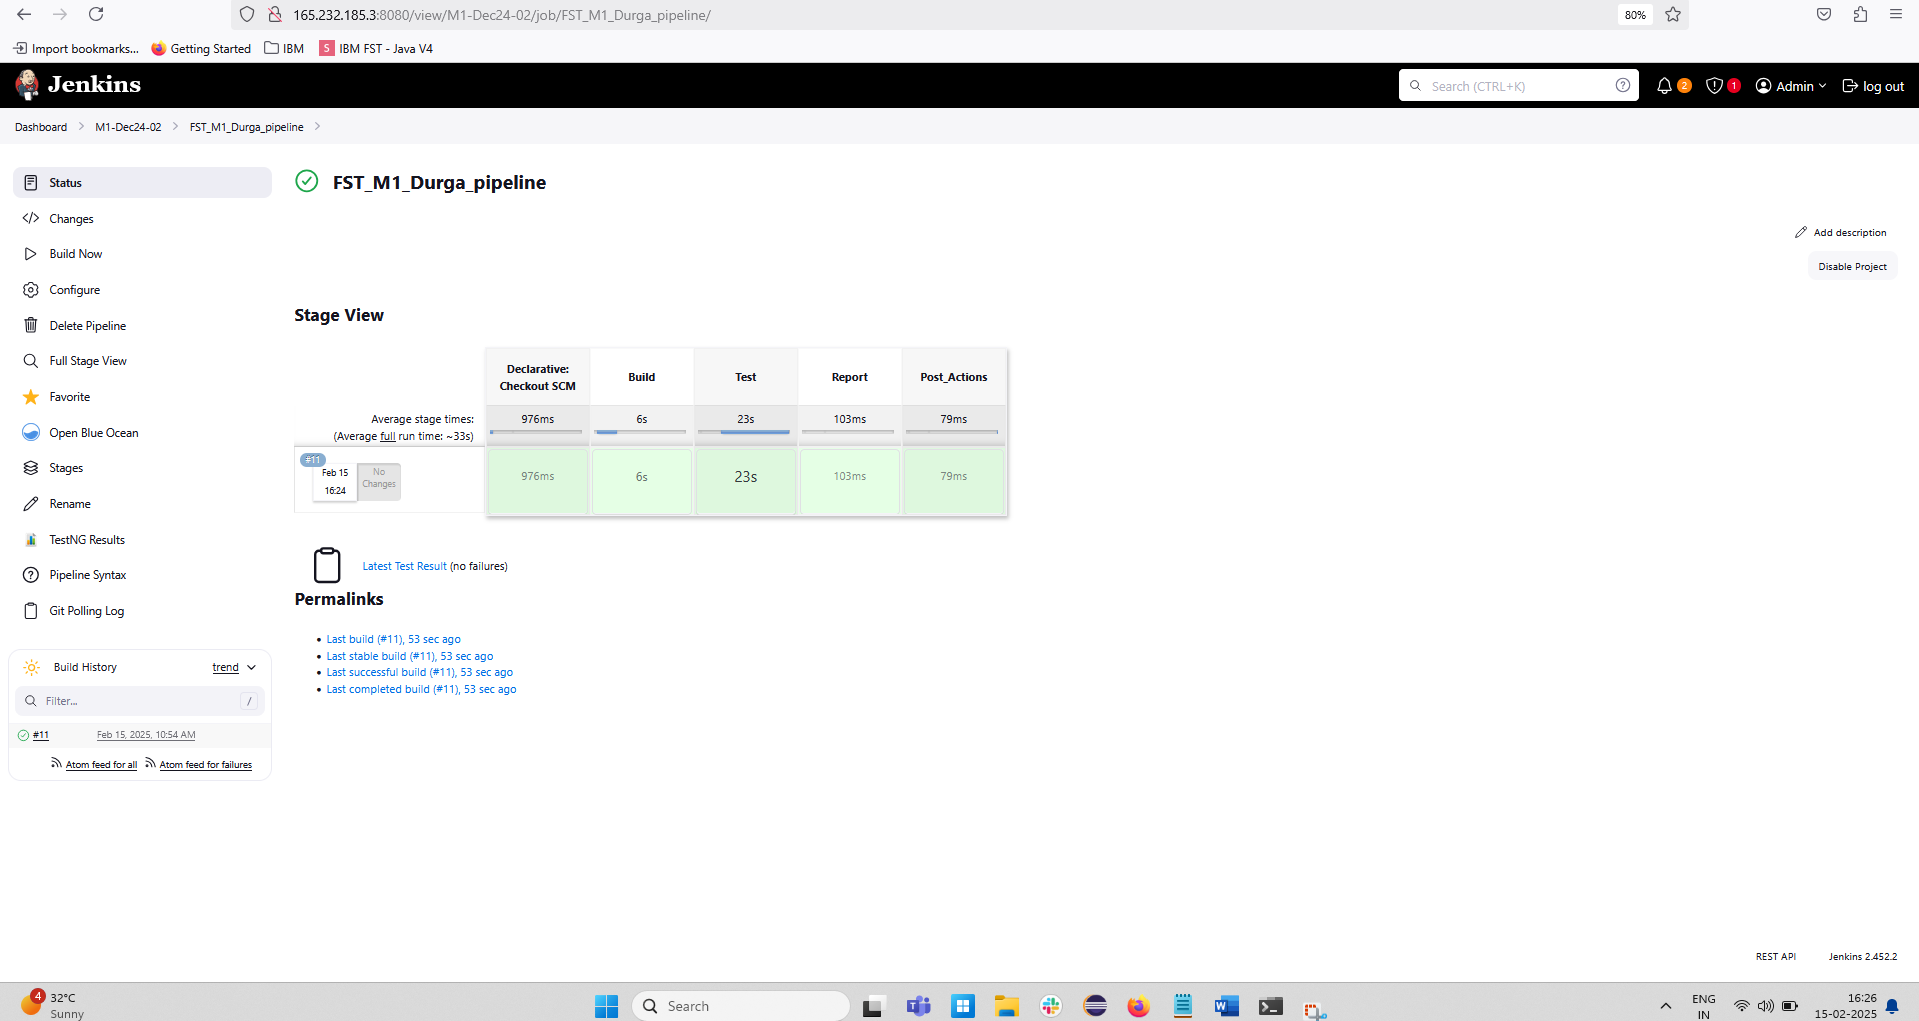 165.232.185.3:8080/view/M1-Dec24-02/job/FST_M1_Durga_pipeline/
80%
Import bookmarks...
Getting Started
IBM
S
IBM FST - Java V4
Jenkins
Search (CTRL+K)
2
1
Admin
log out
Dashboard
M1-Dec24-02
FST_M1_Durga_pipeline
Status
Changes
Build Now
Configure
Delete Pipeline
Full Stage View
Favorite
Open Blue Ocean
Stages
Rename
TestNG Results
Pipeline Syntax
Git Polling Log
Build History
trend
Filter...
/
#11
Feb 15, 2025, 10:54 AM
Atom feed for all
Atom feed for failures
FST_M1_Durga_pipeline
Add description
Disable Project
Stage View
Declarative:
Checkout SCM
Build
Test
Report
Post_Actions
Average stage times:
(Average full run time: ~33s)
976ms
6s
23s
103ms
79ms
#11
Feb 15
16:24
No
Changes
976ms
6s
23s
103ms
79ms
Latest Test Result (no failures)
Permalinks
Last build (#11), 53 sec ago
Last stable build (#11), 53 sec ago
Last successful build (#11), 53 sec ago
Last completed build (#11), 53 sec ago
REST API
Jenkins 2.452.2
4
32°C
Sunny
Search
ENG
IN
16:26
15-02-2025